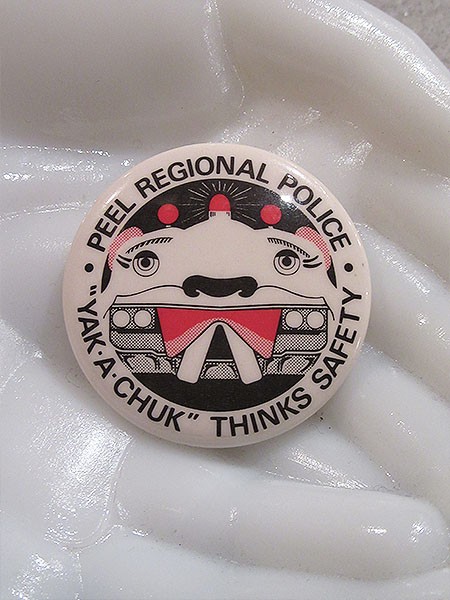 PEEL REGIONAL POLICE
"YAK·A·CHUK" THINKS SAFETY